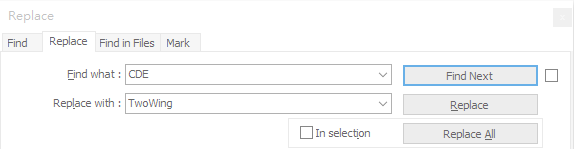 Replace
Find Replace Find in Files Mark
Find what : CDE Find Next
Replace with : TwoWing Replace
In selection Replace All